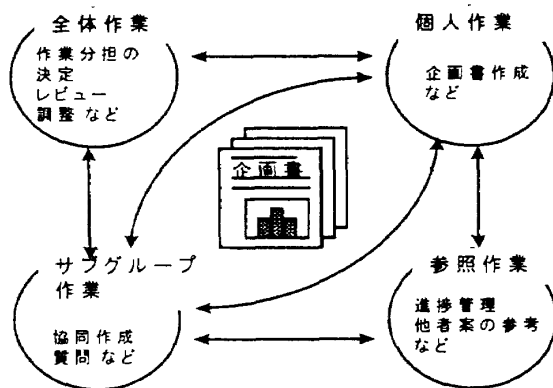 全体作業
作業分担の
決定
レビュー
調整など
個人作業
企画書作成
など
企画書
サブグループ
作業
協同作成
質問など
参照作業
進捗管理
他者案の参考
など